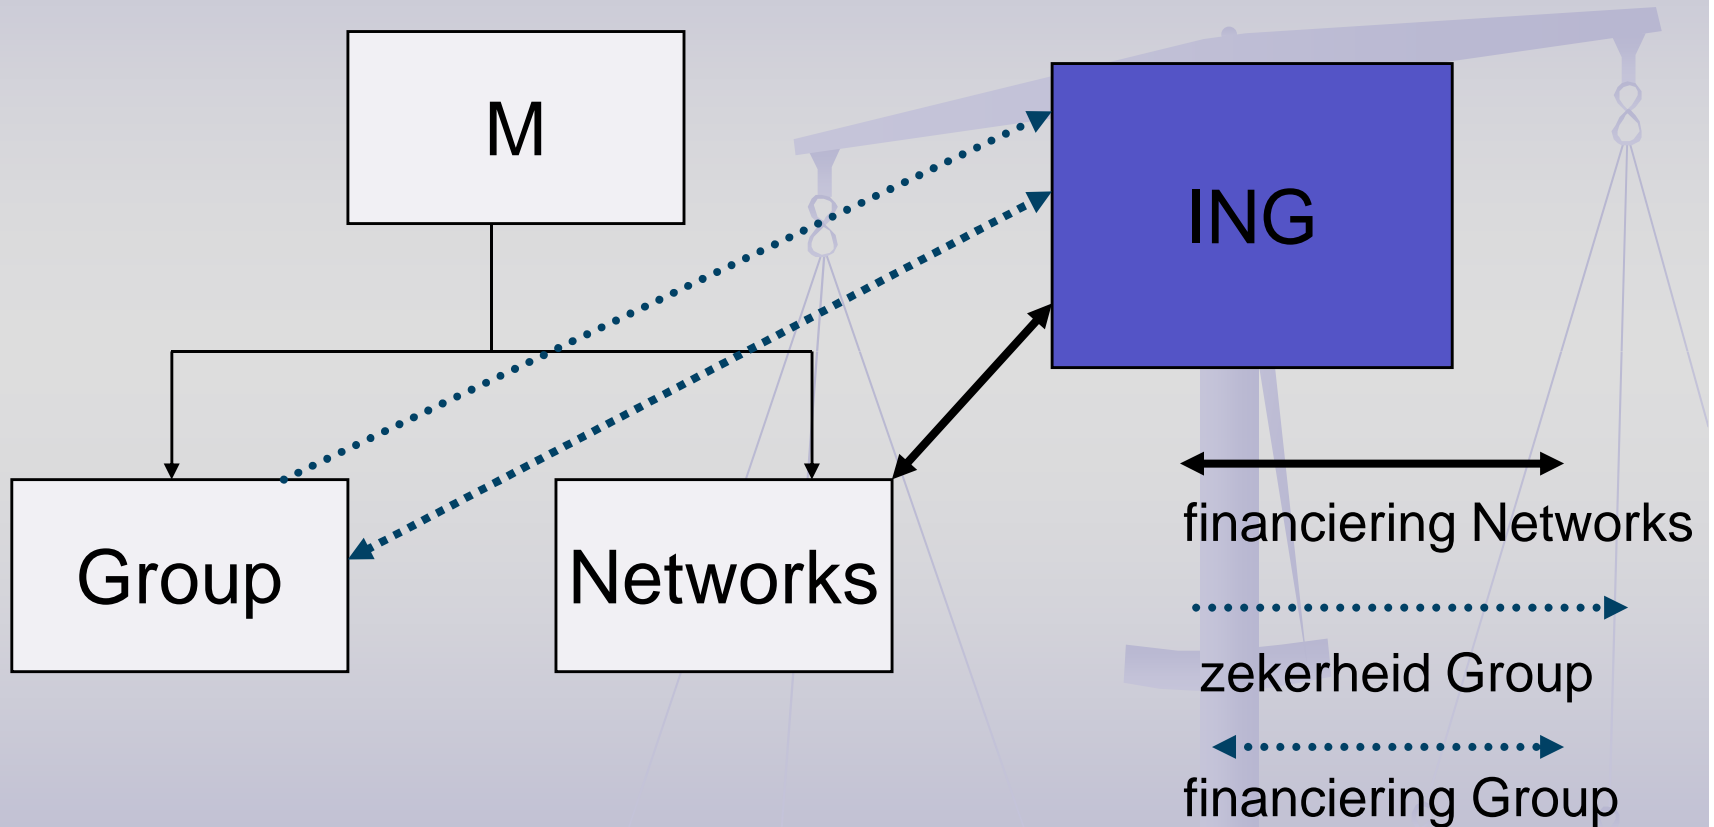 M
ING
Group
Networks
financiering Networks
zekerheid Group
financiering Group